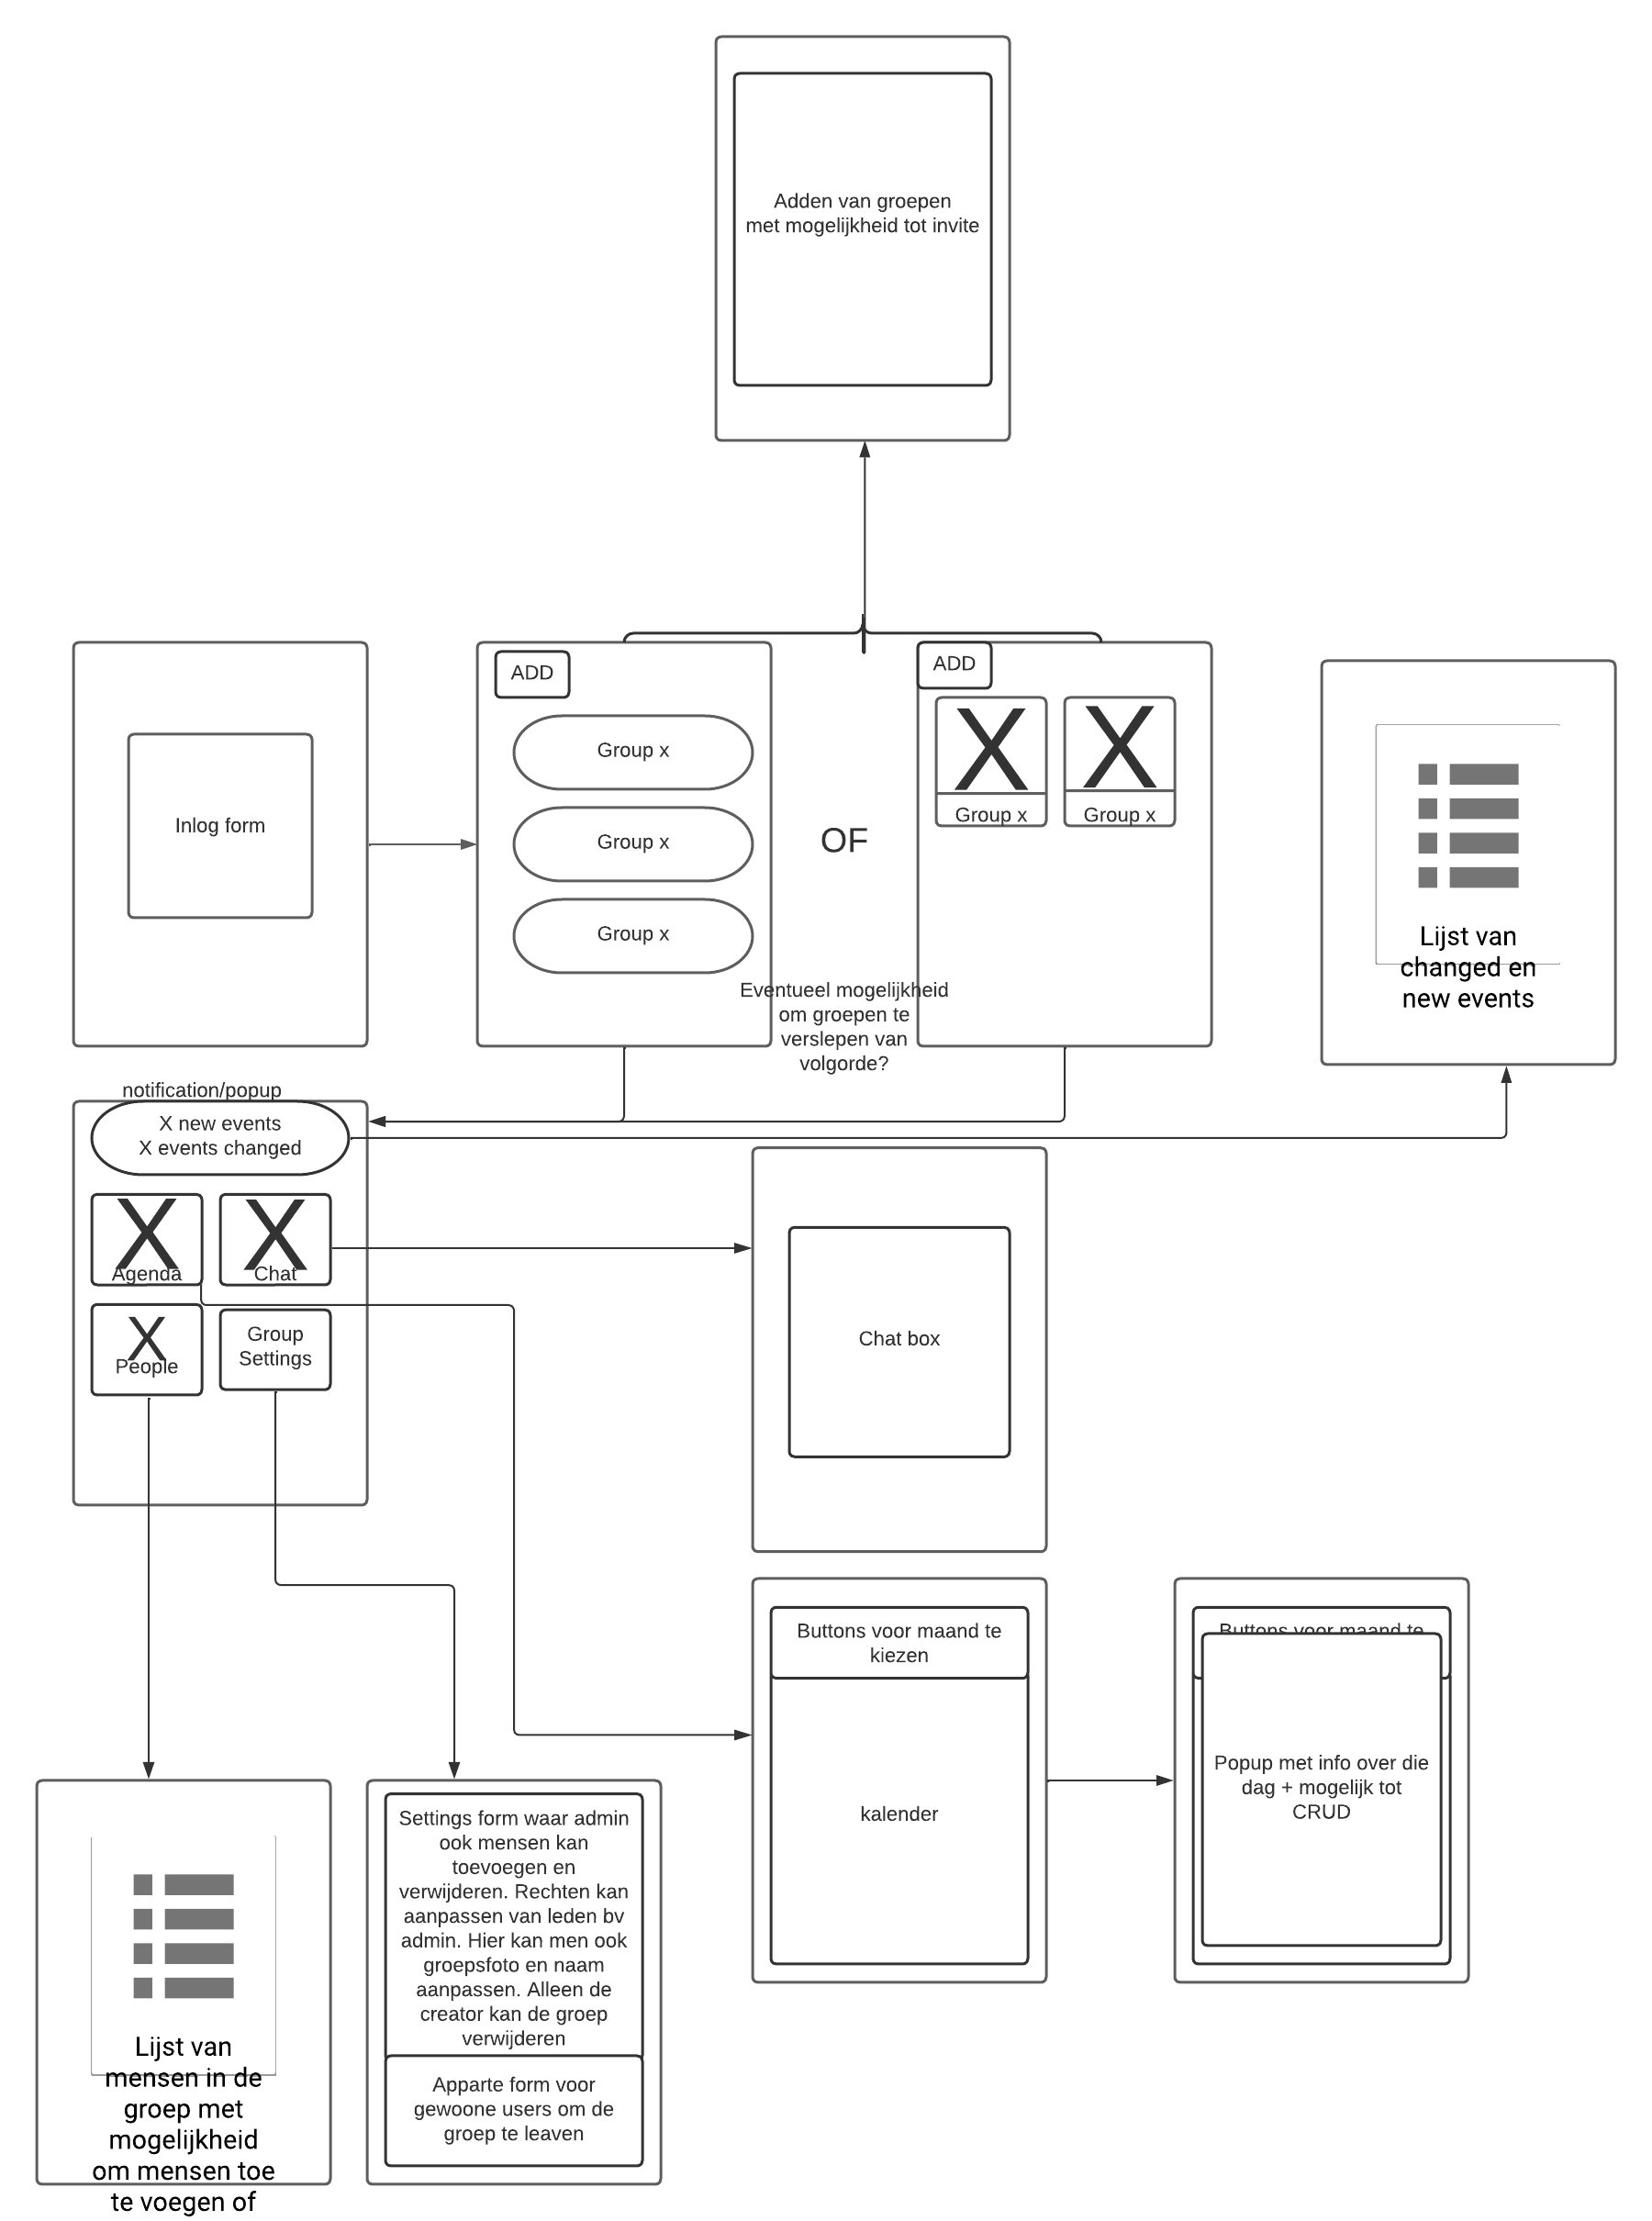 Adden van groepen
met mogelijkheid tot invite
Inlog form
ADD
Group x
Group x
Group x
OF
Eventueel mogelijkheid
om groepen te
verslepen van
volgorde?
ADD
X
Group x
X
Group x
Lijst van
changed en
new events
notification/popup
X new events
X events changed
X
Agenda
X
Chat
X
People
Group
Settings
Chat box
Buttons voor maand te
kiezen
kalender
Buttons voor maand te
Popup met info over die
dag + mogelijk tot
CRUD
Lijst van
mensen in de
groep met
mogelijkheid
om mensen toe
te voegen of
Settings form waar admin
ook mensen kan
toevoegen en
verwijderen. Rechten kan
aanpassen van leden bv
admin. Hier kan men ook
groepsfoto en naam
aanpassen. Alleen de
creator kan de groep
verwijderen
Apparte form voor
gewoone users om de
groep te leaven